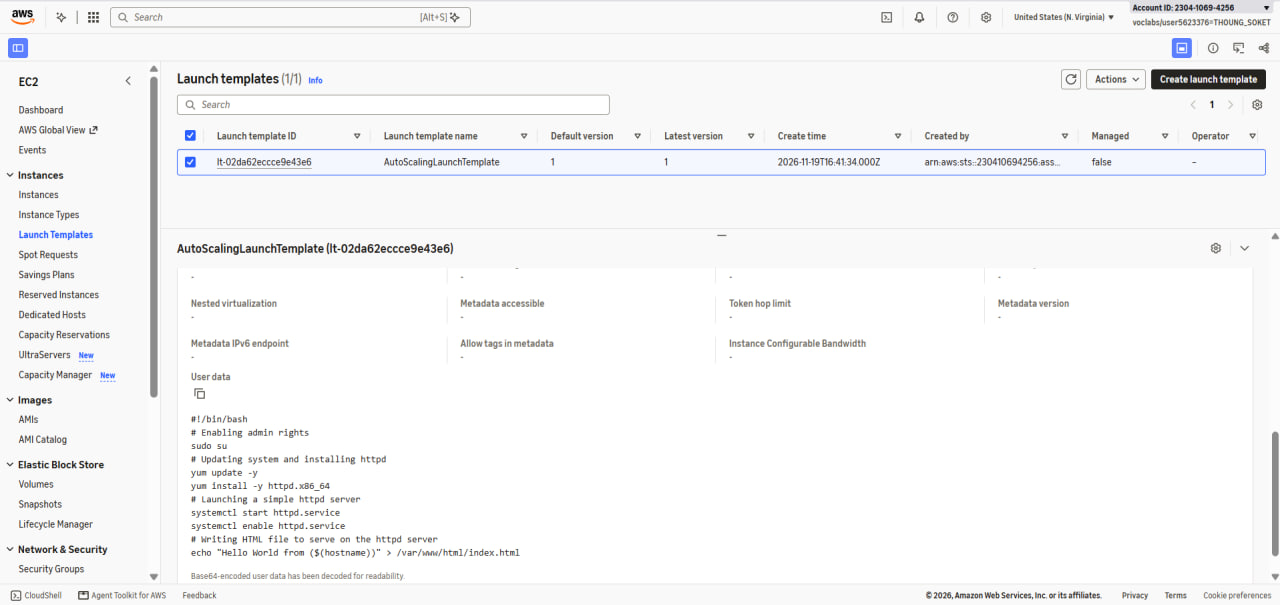 aws
Search [Alt+S]
United States (N. Virginia)
Account ID: 2304-1069-4256
voclabs/user5623376=THOUNG_SOKET
EC2
Dashboard
AWS Global View
Events
Instances
Instances
Instance Types
Launch Templates
Spot Requests
Savings Plans
Reserved Instances
Dedicated Hosts
Capacity Reservations
UltraServers New
Capacity Manager New
Images
AMIs
AMI Catalog
Elastic Block Store
Volumes
Snapshots
Lifecycle Manager
Network & Security
Security Groups
Launch templates (1/1) Info
Actions
Create launch template
Search
1
Launch template ID Launch template name Default version Latest version Create time Created by Managed Operator
lt-02da62eccce9e43e6 AutoScalingLaunchTemplate 1 1 2026-11-19T16:41:34.000Z arn:aws:sts::230410694256:ass... false –
AutoScalingLaunchTemplate (lt-02da62eccce9e43e6)
- - - -
Nested virtualization Metadata accessible Token hop limit Metadata version
- - - -
Metadata IPv6 endpoint Allow tags in metadata Instance Configurable Bandwidth
- - -
User data
#!/bin/bash
# Enabling admin rights
sudo su
# Updating system and installing httpd
yum update -y
yum install -y httpd.x86_64
# Launching a simple httpd server
systemctl start httpd.service
systemctl enable httpd.service
# Writing HTML file to serve on the httpd server
echo "Hello World from ($(hostname))" > /var/www/html/index.html
Base64-encoded user data has been decoded for readability.
CloudShell Agent Toolkit for AWS Feedback
© 2026, Amazon Web Services, Inc. or its affiliates. Privacy Terms Cookie preferences